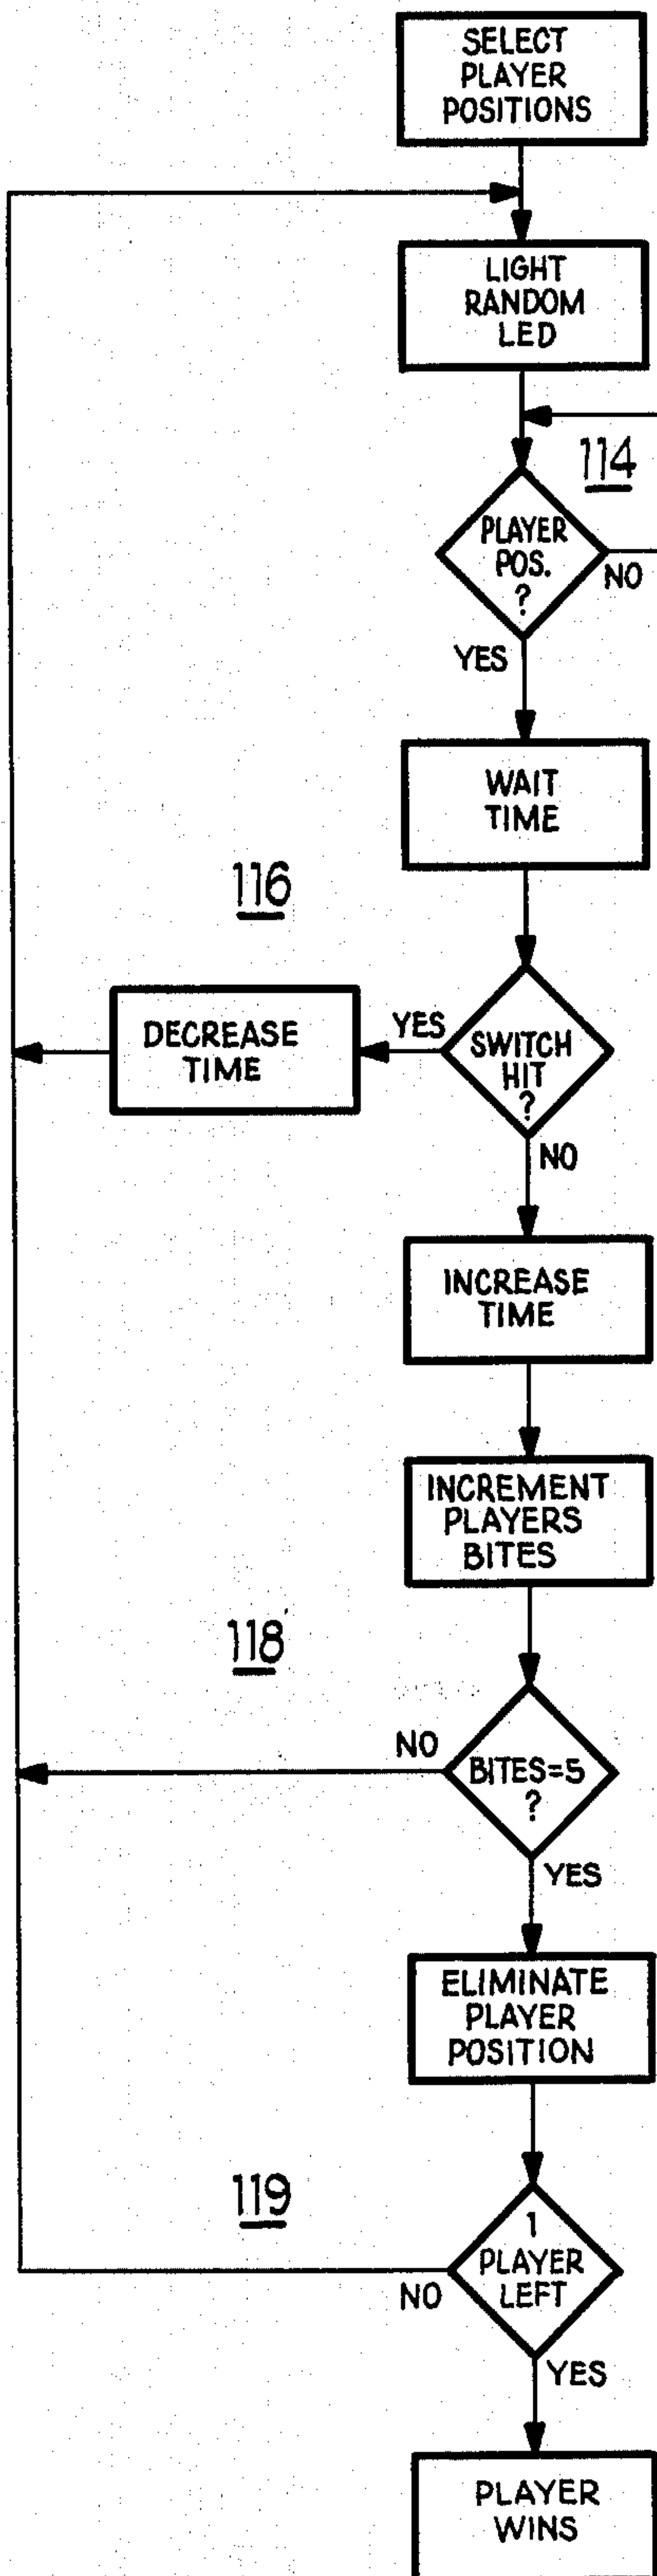 SELECT
PLAYER
POSITIONS
LIGHT
RANDOM
LED
114
PLAYER
POS.
?
NO
YES
WAIT
TIME
116
DECREASE
TIME
YES
SWITCH
HIT
?
NO
INCREASE
TIME
INCREMENT
PLAYERS
BITES
118
NO
BITES=5
?
YES
ELIMINATE
PLAYER
POSITION
119
1
PLAYER
LEFT
NO
YES
PLAYER
WINS